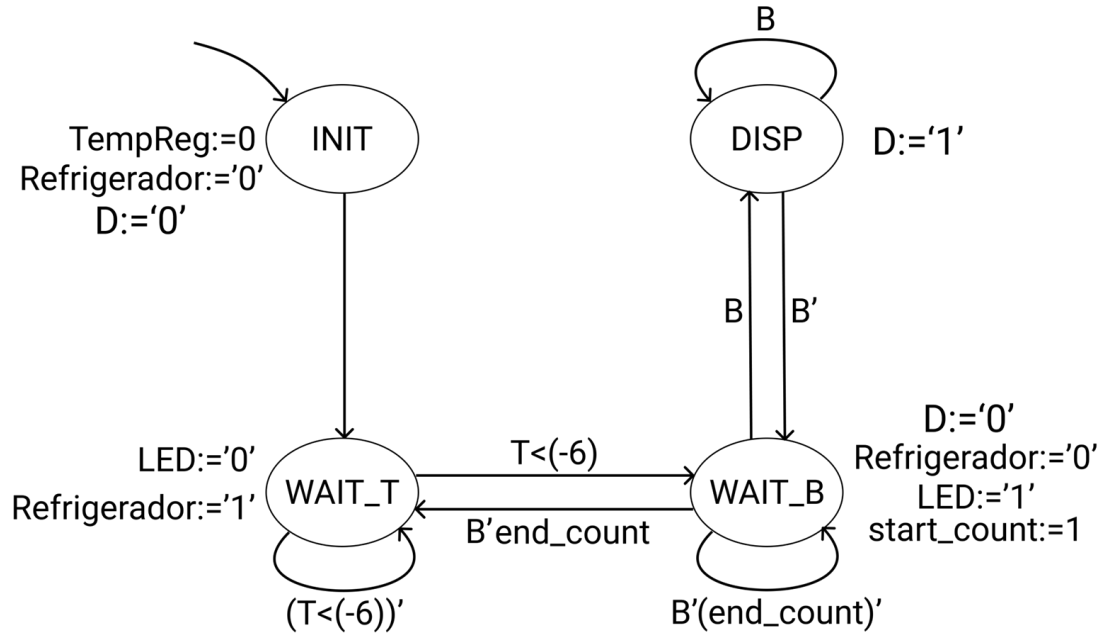 B
INIT
TempReg:=0
Refrigerador:='0'
D:=‘0’
DISP
D:=‘1’
B
B’
WAIT_T
LED:=’0’
Refrigerador:=’1’
(T<(-6))’
T<(-6)
B’end_count
WAIT_B
D:=‘0’
Refrigerador:=’0’
LED:=’1’
start_count:=1
B’(end_count)’